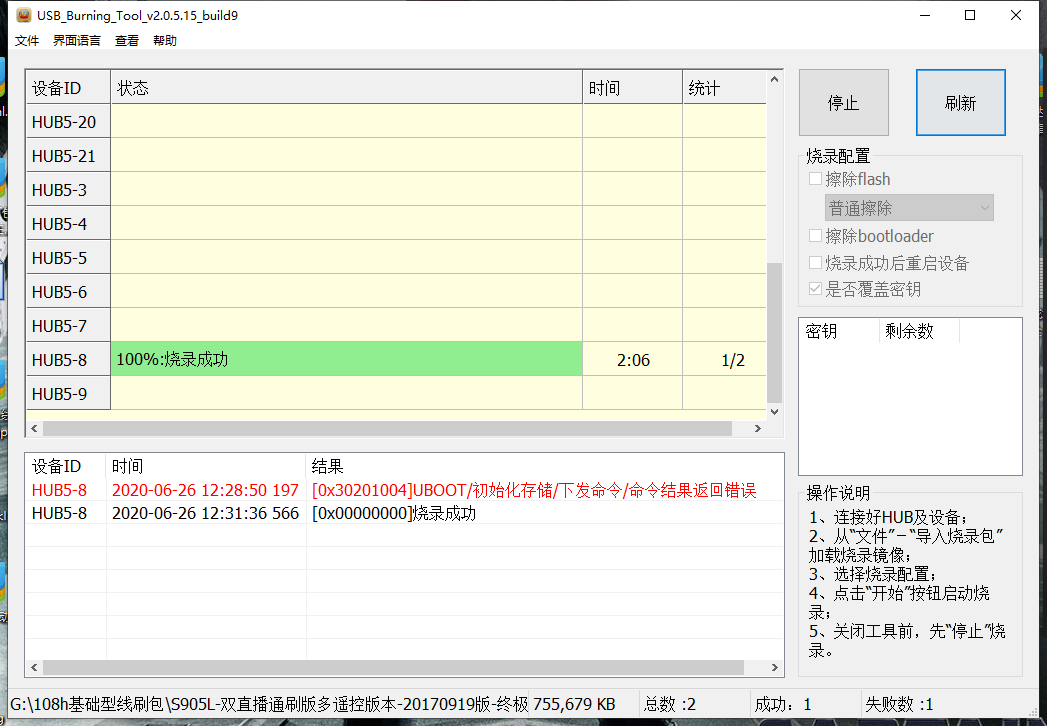 USB_Burning_Tool_v2.0.5.15_build9
文件 界面语言 查看 帮助
设备ID 状态 时间 统计
HUB5-20
HUB5-21
HUB5-3
HUB5-4
HUB5-5
HUB5-6
HUB5-7
HUB5-8 100%:烧录成功 2:06 1/2
HUB5-9
停止 刷新
烧录配置
擦除flash
普通擦除
擦除bootloader
烧录成功后重启设备
是否覆盖密钥
密钥 剩余数
设备ID 时间 结果
HUB5-8 2020-06-26 12:28:50 197 [0x30201004]UBOOT/初始化存储/下发命令/命令结果返回错误
HUB5-8 2020-06-26 12:31:36 566 [0x00000000]烧录成功
操作说明
1、连接好HUB及设备；
2、从“文件”－“导入烧录包”
加载烧录镜像；
3、选择烧录配置；
4、点击“开始”按钮启动烧
录；
5、关闭工具前，先“停止”烧
录。
G:\108h基础型线刷包\S905L-双直播通刷版多遥控版本-20170919版-终极 755,679 KB 总数 :2 成功：1 失败数 :1